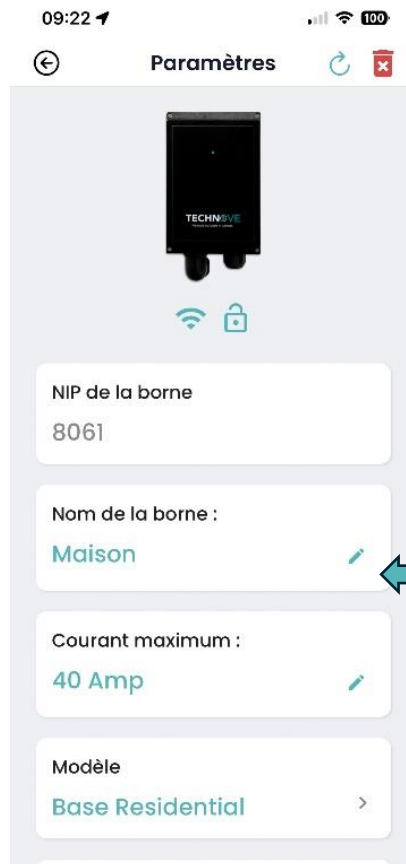 09:22
100
Paramètres
TECHNOVE
NIP de la borne
8061
Nom de la borne :
Maison
Courant maximum :
40 Amp
Modèle
Base Residential